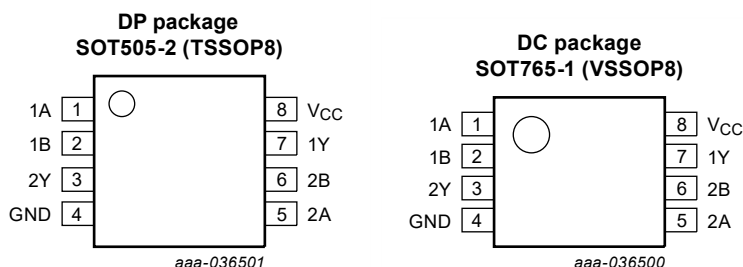 DP package
SOT505-2 (TSSOP8)
1A 1 8 VCC
1B 2 7 1Y
2Y 3 6 2B
GND 4 5 2A
aaa-036501
DC package
SOT765-1 (VSSOP8)
1A 1 8 VCC
1B 2 7 1Y
2Y 3 6 2B
GND 4 5 2A
aaa-036500